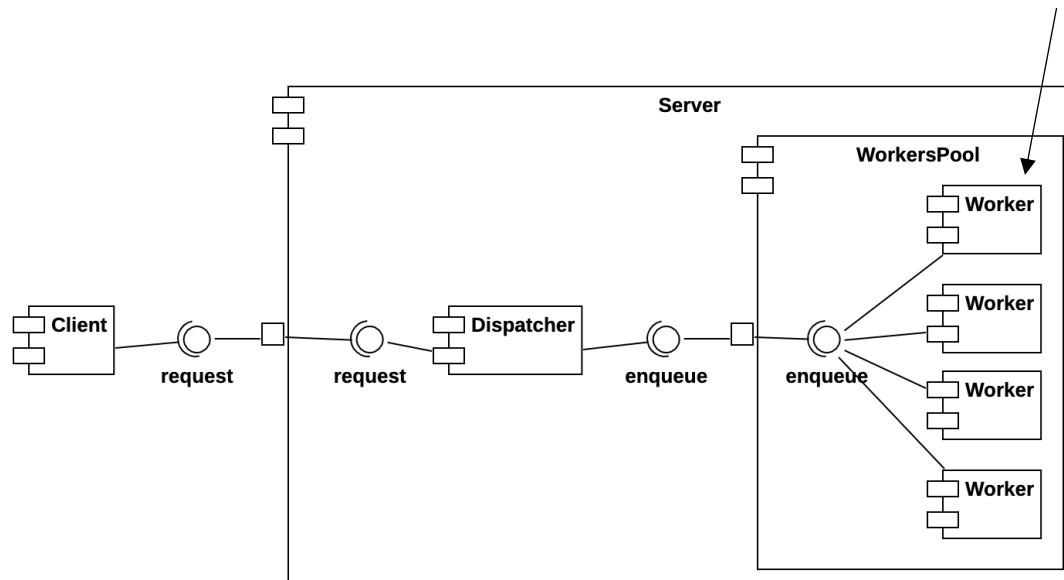 Server
WorkersPool
Worker
Worker
Client
Dispatcher
request
request
enqueue
enqueue
Worker
Worker